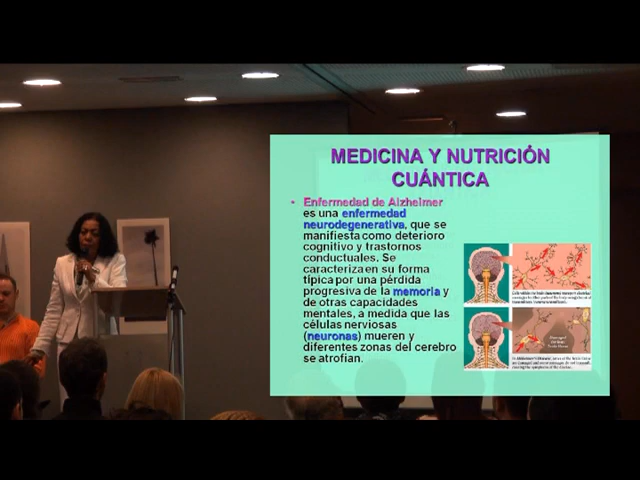 MEDICINA Y NUTRICIÓN
CUÁNTICA
• Enfermedad de Alzheimer
es una enfermedad
neurodegenerativa, que se
manifiesta como deterioro
cognitivo y trastornos
conductuales. Se
caracteriza en su forma
típica por una pérdida
progresiva de la memoria y
de otras capacidades
mentales, a medida que las
células nerviosas
(neuronas) mueren y
diferentes zonas del cerebro
se atrofian.